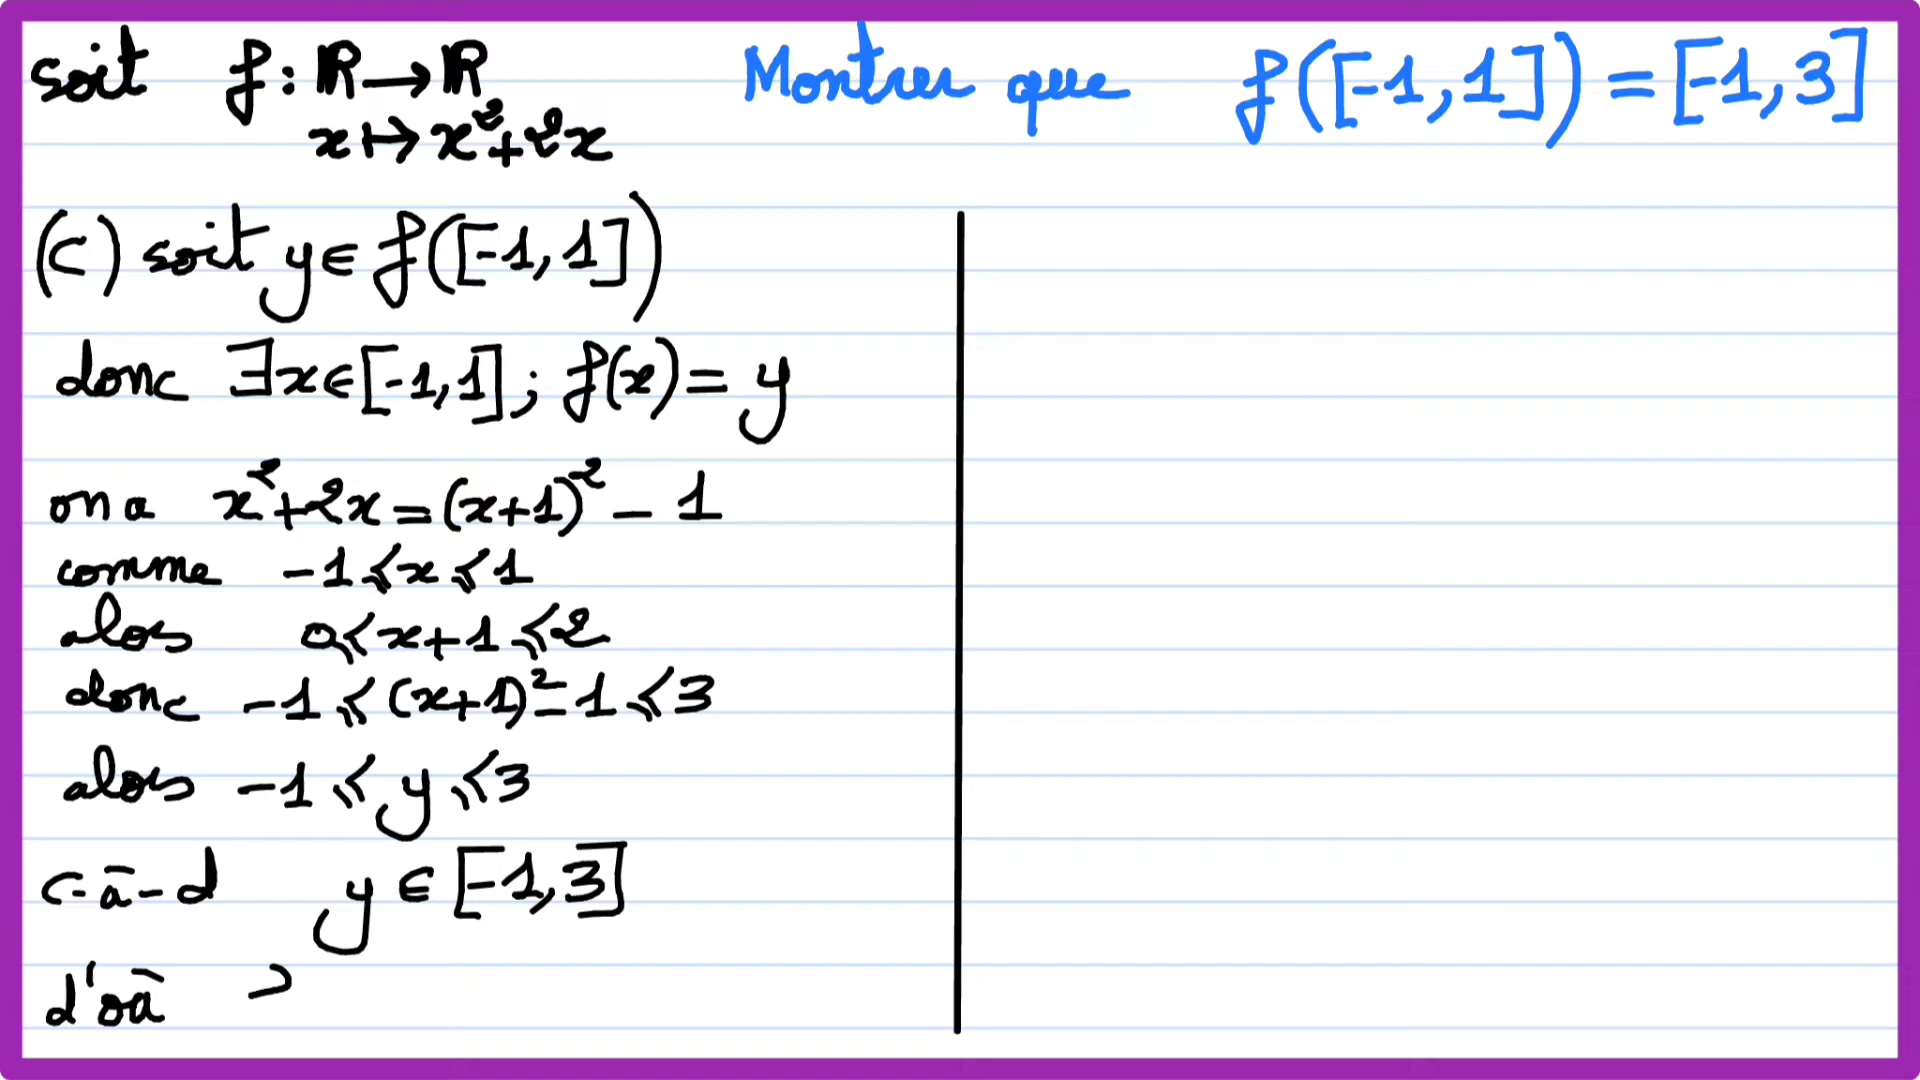 soit f : ℝ → ℝ
x ↦ x² + 2x
Montrer que f([-1,1]) = [-1,3]
(⊂) soit y ∈ f([-1,1])
donc ∃x ∈ [-1,1] ; f(x) = y
on a x² + 2x = (x+1)² - 1
comme -1 ⩽ x ⩽ 1
alors 0 ⩽ x+1 ⩽ 2
donc -1 ⩽ (x+1)² - 1 ⩽ 3
alors -1 ⩽ y ⩽ 3
c-à-d y ∈ [-1,3]
d'où